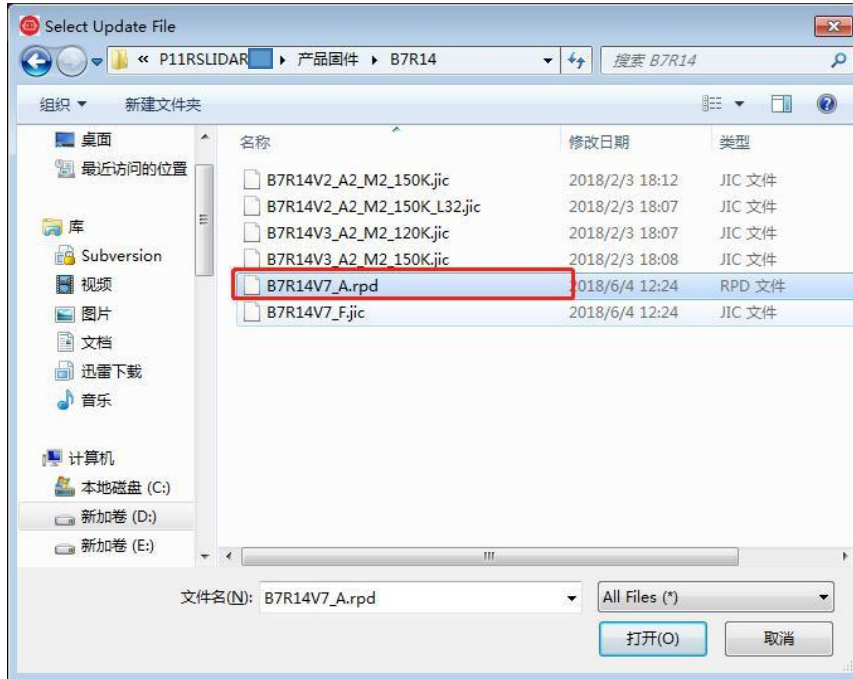 Select Update File
« P11RSLIDAR ▸ 产品固件 ▸ B7R14
搜索 B7R14
组织 新建文件夹
桌面
最近访问的位置
库
Subversion
视频
图片
文档
迅雷下载
音乐
计算机
本地磁盘 (C:)
新加卷 (D:)
新加卷 (E:)
名称 修改日期 类型
B7R14V2_A2_M2_150K.jic 2018/2/3 18:12 JIC 文件
B7R14V2_A2_M2_150K_L32.jic 2018/2/3 18:07 JIC 文件
B7R14V3_A2_M2_120K.jic 2018/2/3 18:07 JIC 文件
B7R14V3_A2_M2_150K.jic 2018/2/3 18:08 JIC 文件
B7R14V7_A.rpd 2018/6/4 12:24 RPD 文件
B7R14V7_F.jic 2018/6/4 12:24 JIC 文件
文件名(N): B7R14V7_A.rpd All Files (*)
打开(O) 取消